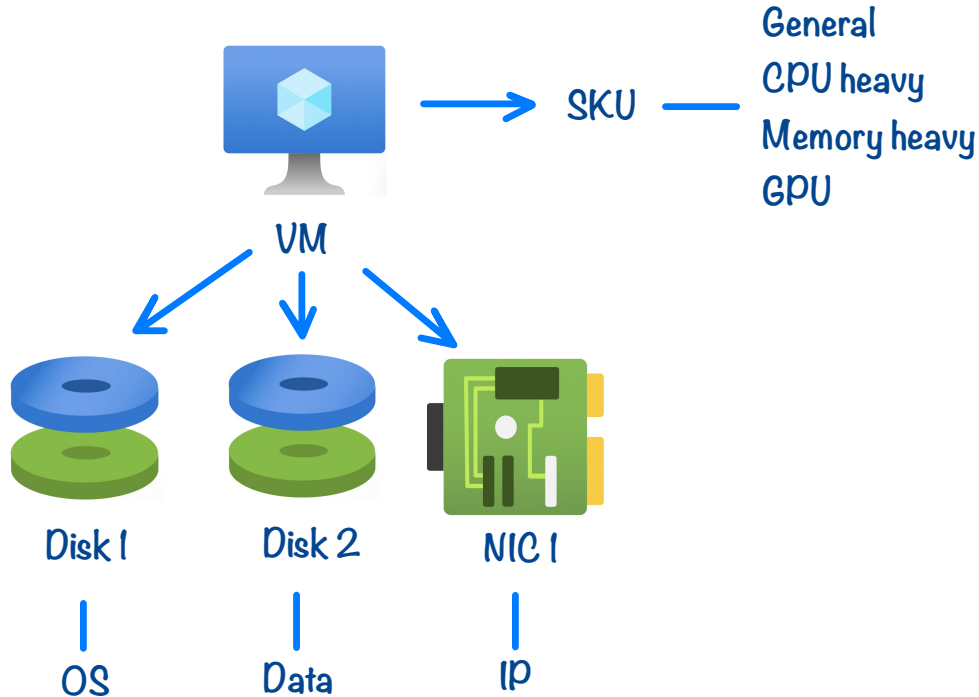 General
CPU heavy
SKU
Memory heavy
GPU
VM
Disk 1
Disk 2
NIC 1
OS
Data
IP